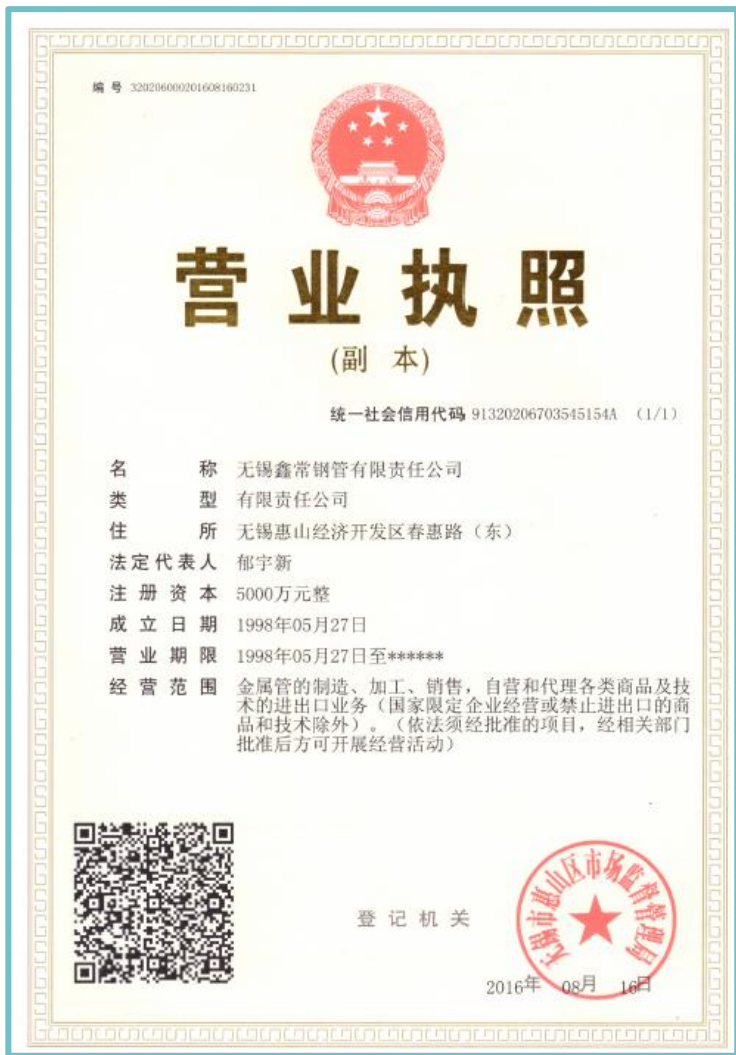 编 号 320206000201608160231
营业执照
(副 本)
统一社会信用代码 91320206703545154A (1/1)
名 称 无锡鑫常钢管有限责任公司
类 型 有限责任公司
住 所 无锡惠山经济开发区春惠路（东）
法定代表人 郁宇新
注 册 资 本 5000万元整
成 立 日 期 1998年05月27日
营 业 期 限 1998年05月27日至******
经 营 范 围 金属管的制造、加工、销售，自营和代理各类商品及技
术的进出口业务（国家限定企业经营或禁止进出口的商
品和技术除外）。（依法须经批准的项目，经相关部门
批准后方可开展经营活动）
登 记 机 关
无锡市惠山区市场监督管理局
2016年 08月 16日